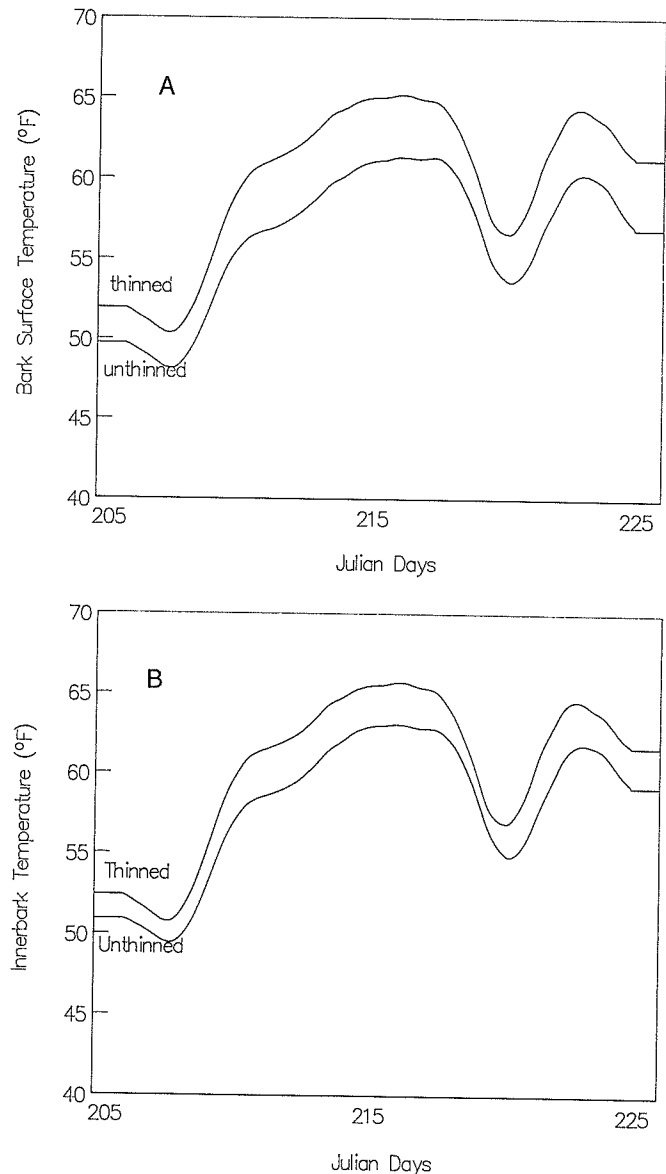 70
A
65
60
55
50
45
40
Bark Surface Temperature (°F)
thinned
unthinned
205
215
225
Julian Days
70
B
65
60
55
50
45
40
Innerbark Temperature (°F)
Thinned
Unthinned
205
215
225
Julian Days